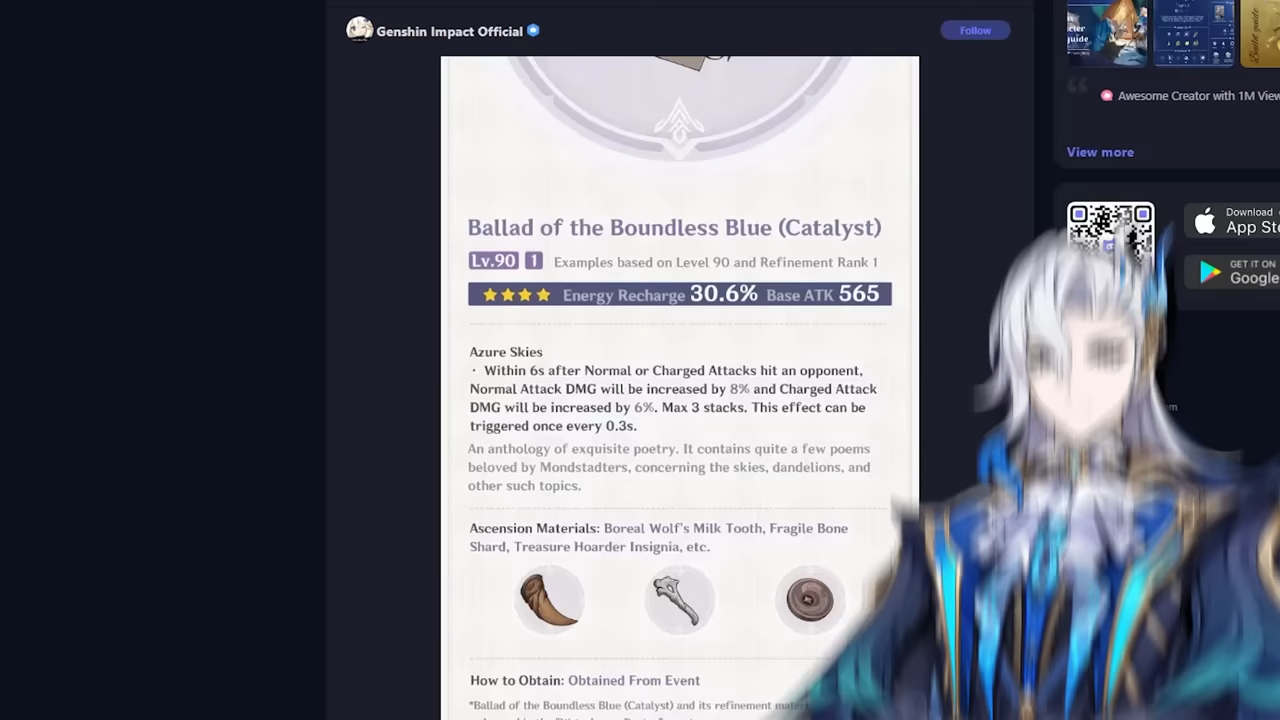 Genshin Impact Official
Follow
Awesome Creator with 1M View
View more
Download
App Sto
GET IT ON
Google
Ballad of the Boundless Blue (Catalyst)
Lv.90 1 Examples based on Level 90 and Refinement Rank 1
Energy Recharge 30.6% Base ATK 565
Azure Skies
· Within 6s after Normal or Charged Attacks hit an opponent,
Normal Attack DMG will be increased by 8% and Charged Attack
DMG will be increased by 6%. Max 3 stacks. This effect can be
triggered once every 0.3s.
An anthology of exquisite poetry. It contains quite a few poems
beloved by Mondstadters, concerning the skies, dandelions, and
other such topics.
Ascension Materials: Boreal Wolf's Milk Tooth, Fragile Bone
Shard, Treasure Hoarder Insignia, etc.
How to Obtain: Obtained From Event
*Ballad of the Boundless Blue (Catalyst) and its refinement